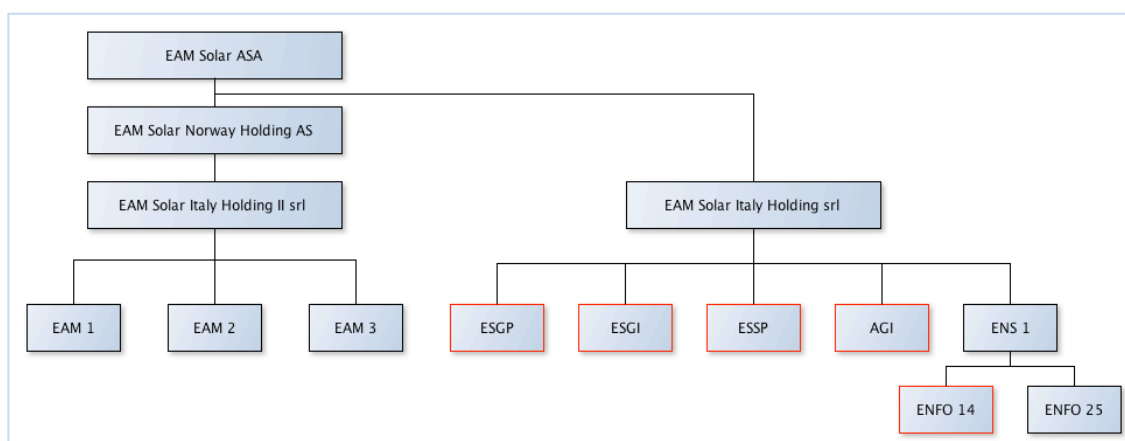 EAM Solar ASA
EAM Solar Norway Holding AS
EAM Solar Italy Holding II srl
EAM Solar Italy Holding srl
EAM 1
EAM 2
EAM 3
ESGP
ESGI
ESSP
AGI
ENS 1
ENFO 14
ENFO 25